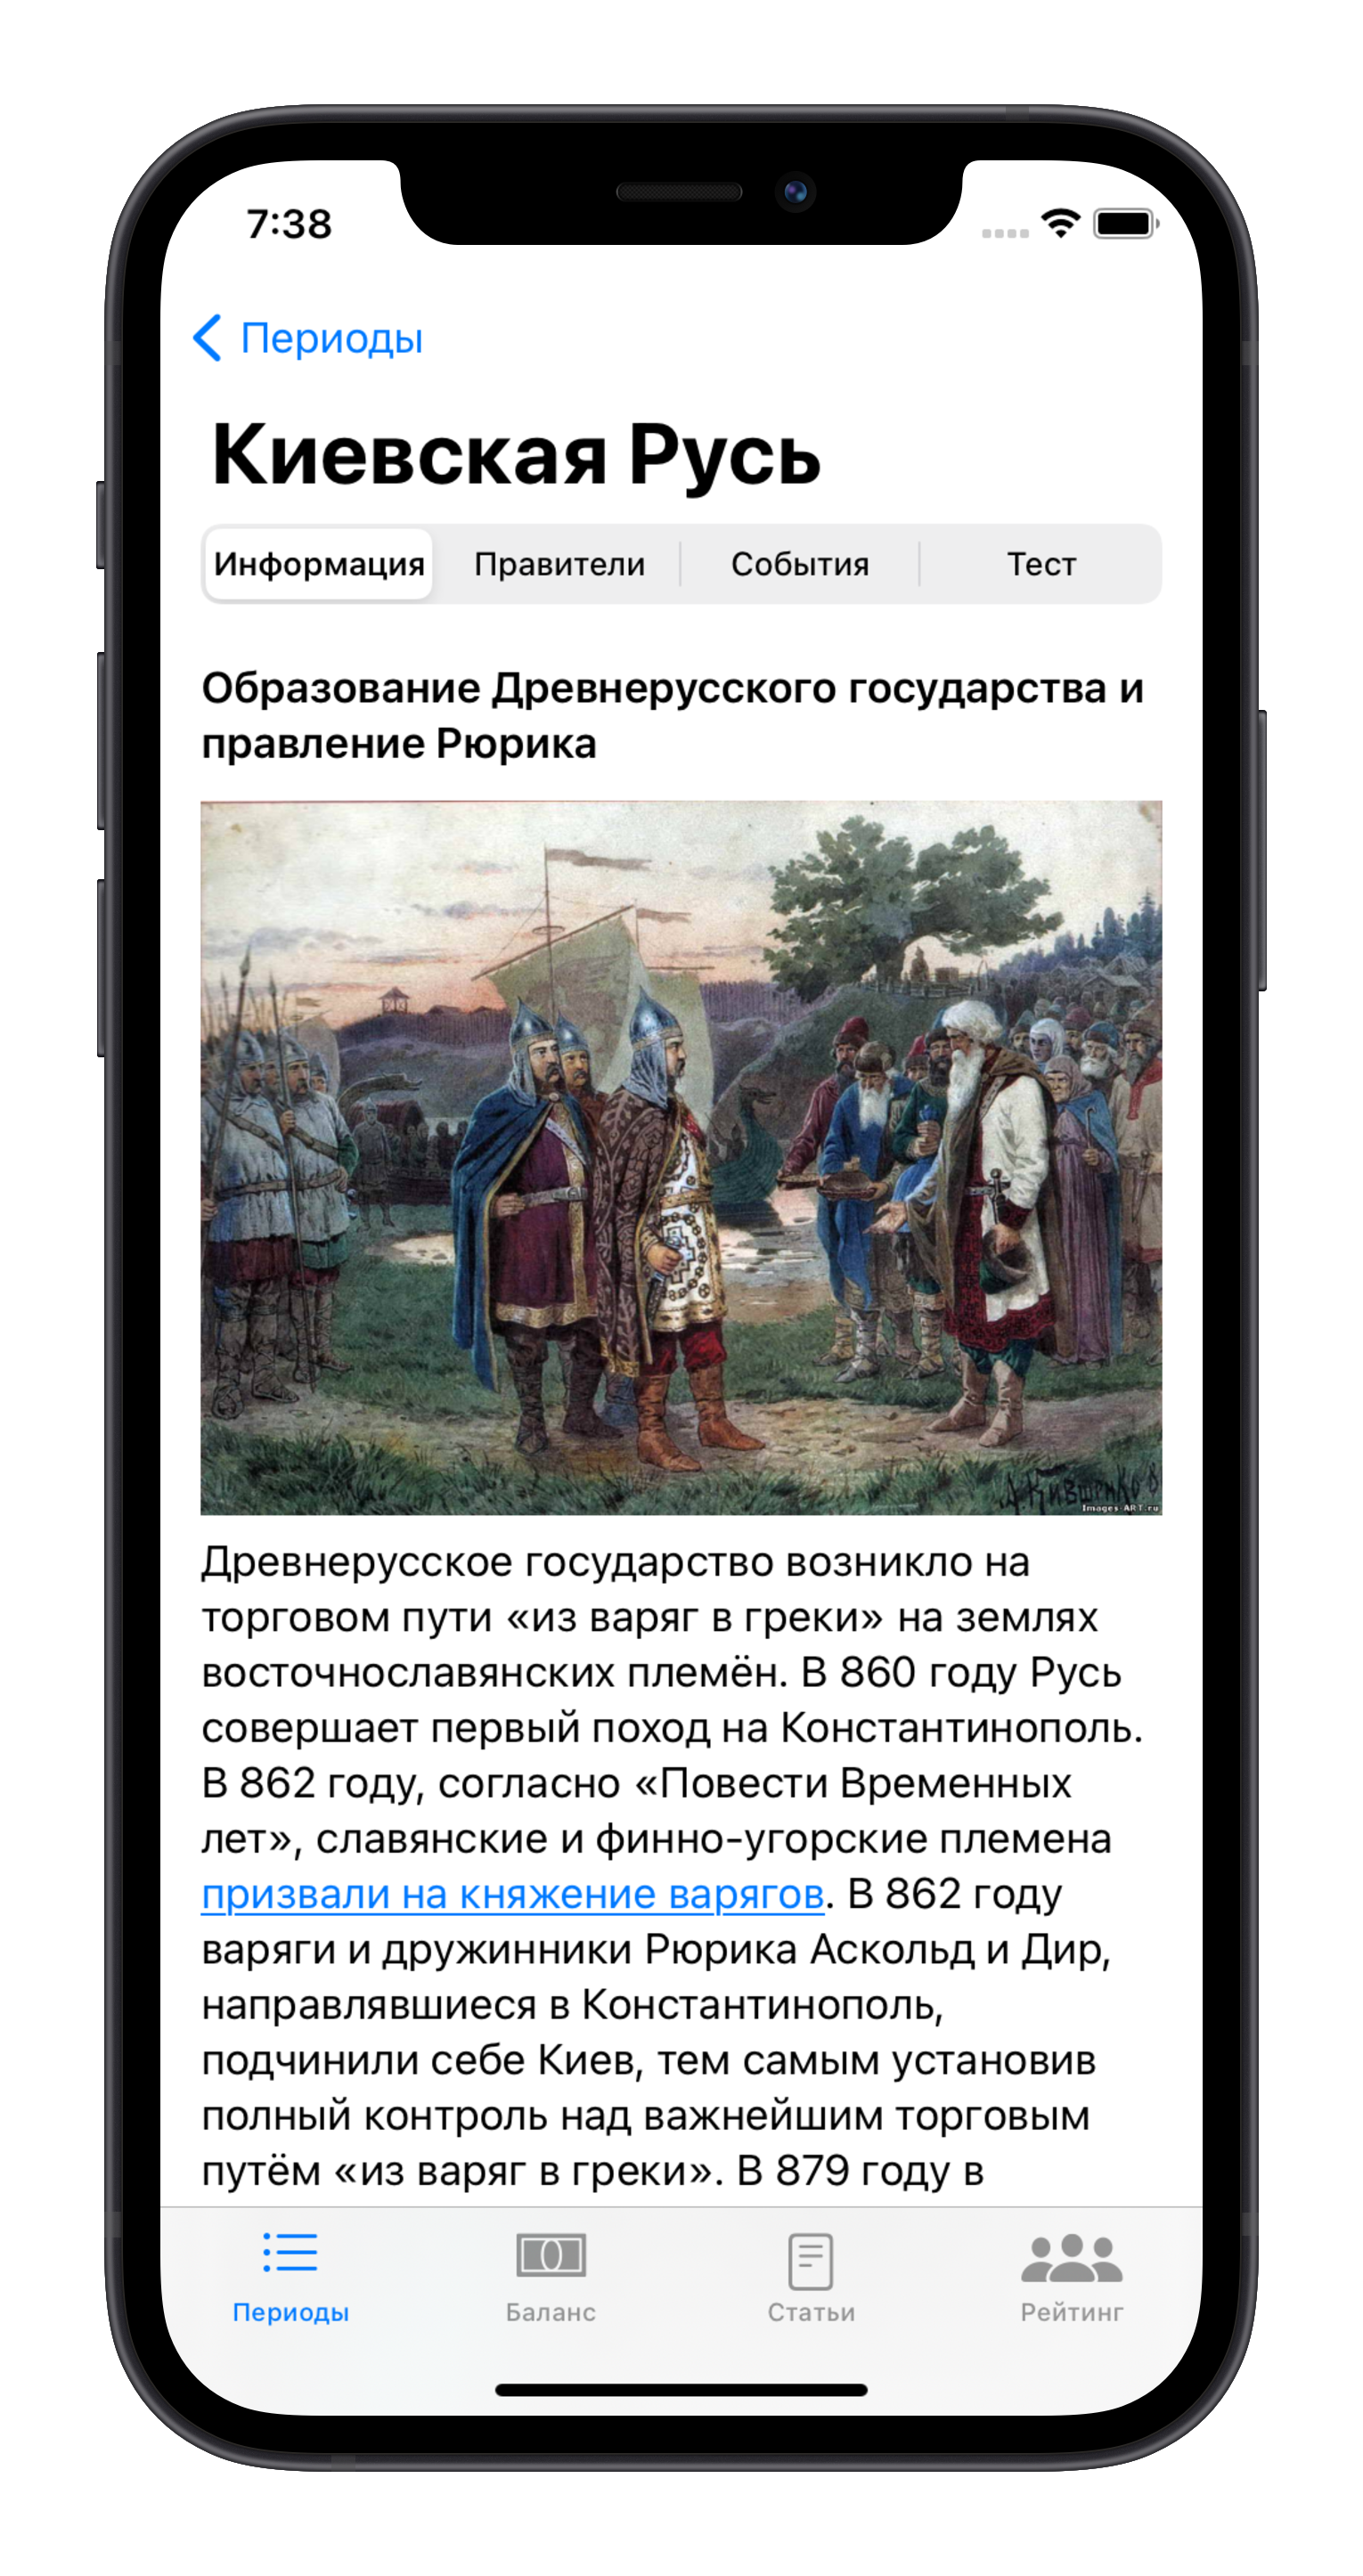 7:38
Периоды
Киевская Русь
Информация
Правители
События
Тест
Образование Древнерусского государства и
правление Рюрика
А. Кившенко
Images-ART.ru
Древнерусское государство возникло на
торговом пути «из варяг в греки» на землях
восточнославянских племён. В 860 году Русь
совершает первый поход на Константинополь.
В 862 году, согласно «Повести Временных
лет», славянские и финно-угорские племена
призвали на княжение варягов. В 862 году
варяги и дружинники Рюрика Аскольд и Дир,
направлявшиеся в Константинополь,
подчинили себе Киев, тем самым установив
полный контроль над важнейшим торговым
путём «из варяг в греки». В 879 году в
Периоды
Баланс
Статьи
Рейтинг